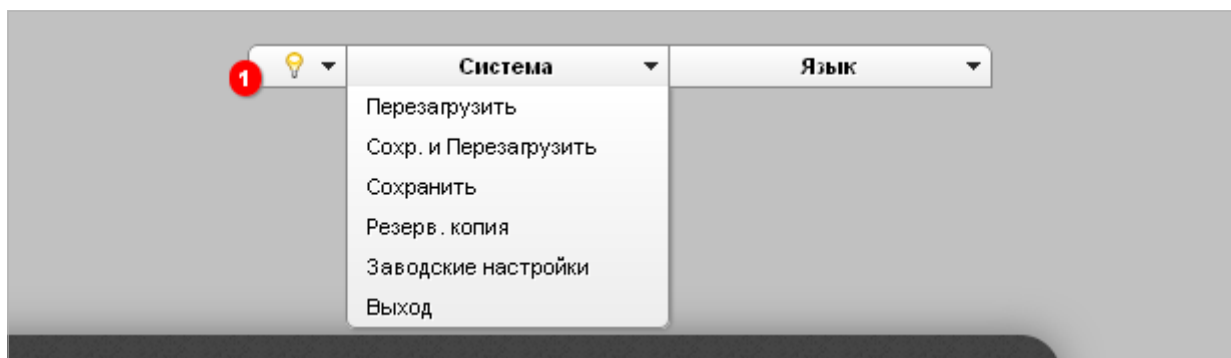 1
Система
Язык
Перезагрузить
Сохр. и Перезагрузить
Сохранить
Резерв. копия
Заводские настройки
Выход